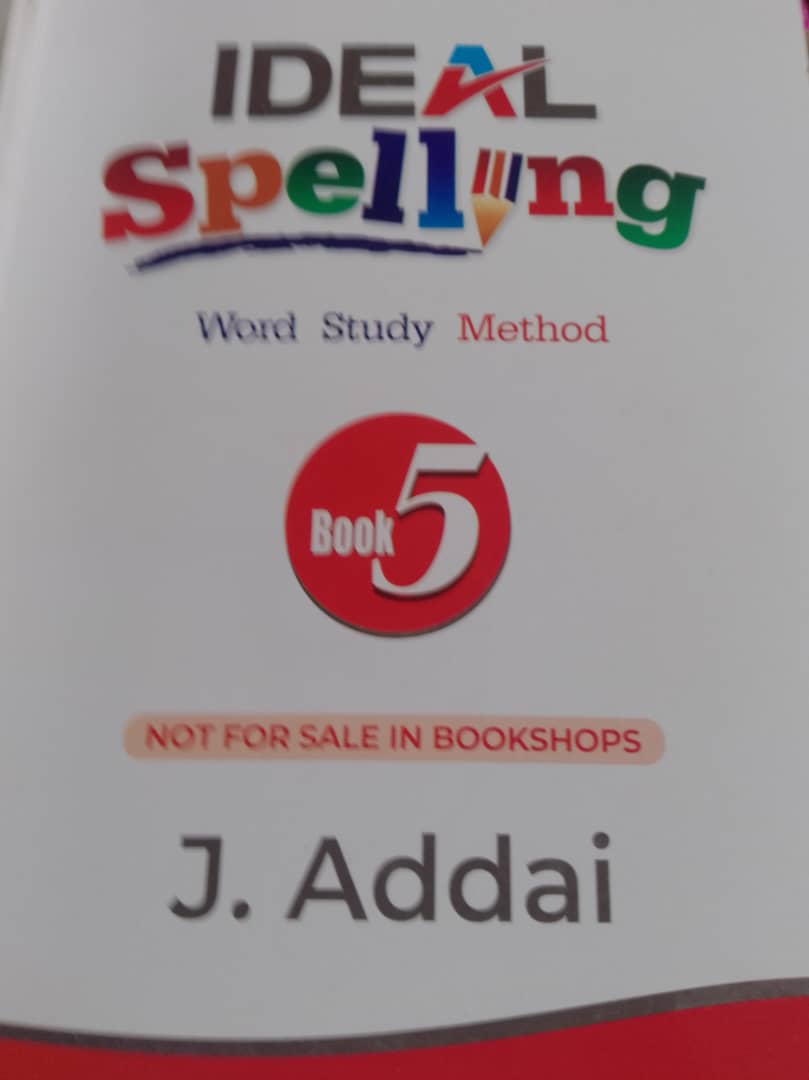 IDEAL
Spelling
Word Study Method
Book 5
NOT FOR SALE IN BOOKSHOPS
J. Addai